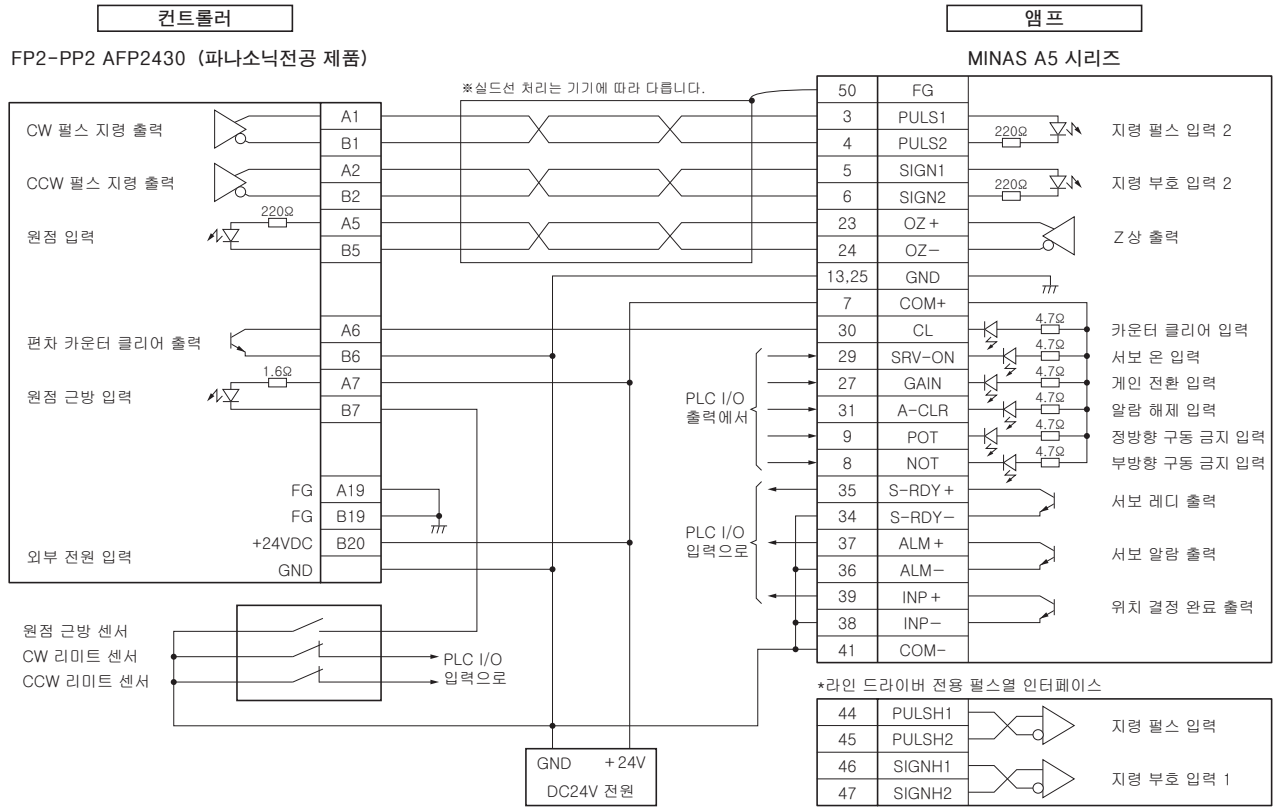 컨트롤러
앰프
FP2-PP2 AFP2430 (파나소닉전공 제품)
MINAS A5 시리즈
※실드선 처리는 기기에 따라 다릅니다.
CW 펄스 지령 출력
CCW 펄스 지령 출력
220Ω
원점 입력
편차 카운터 클리어 출력
1.6Ω
원점 근방 입력
외부 전원 입력
FG
FG
+24VDC
GND
A1
B1
A2
B2
A5
B5
A6
B6
A7
B7
A19
B19
B20
원점 근방 센서
CW 리미트 센서
CCW 리미트 센서
PLC I/O
입력으로
GND +24V
DC24V 전원
PLC I/O
출력에서
PLC I/O
입력으로
50 FG
3 PULS1
4 PULS2
220Ω
지령 펄스 입력 2
5 SIGN1
6 SIGN2
220Ω
지령 부호 입력 2
23 OZ+
24 OZ−
Z상 출력
13,25 GND
7 COM+
30 CL 4.7Ω 카운터 클리어 입력
29 SRV-ON 4.7Ω 서보 온 입력
27 GAIN 4.7Ω 게인 전환 입력
31 A-CLR 4.7Ω 알람 해제 입력
9 POT 4.7Ω 정방향 구동 금지 입력
8 NOT 4.7Ω 부방향 구동 금지 입력
35 S-RDY+
34 S-RDY−
서보 레디 출력
37 ALM+
36 ALM−
서보 알람 출력
39 INP+
38 INP−
위치 결정 완료 출력
41 COM-
*라인 드라이버 전용 펄스열 인터페이스
44 PULSH1
45 PULSH2
지령 펄스 입력
46 SIGNH1
47 SIGNH2
지령 부호 입력 1